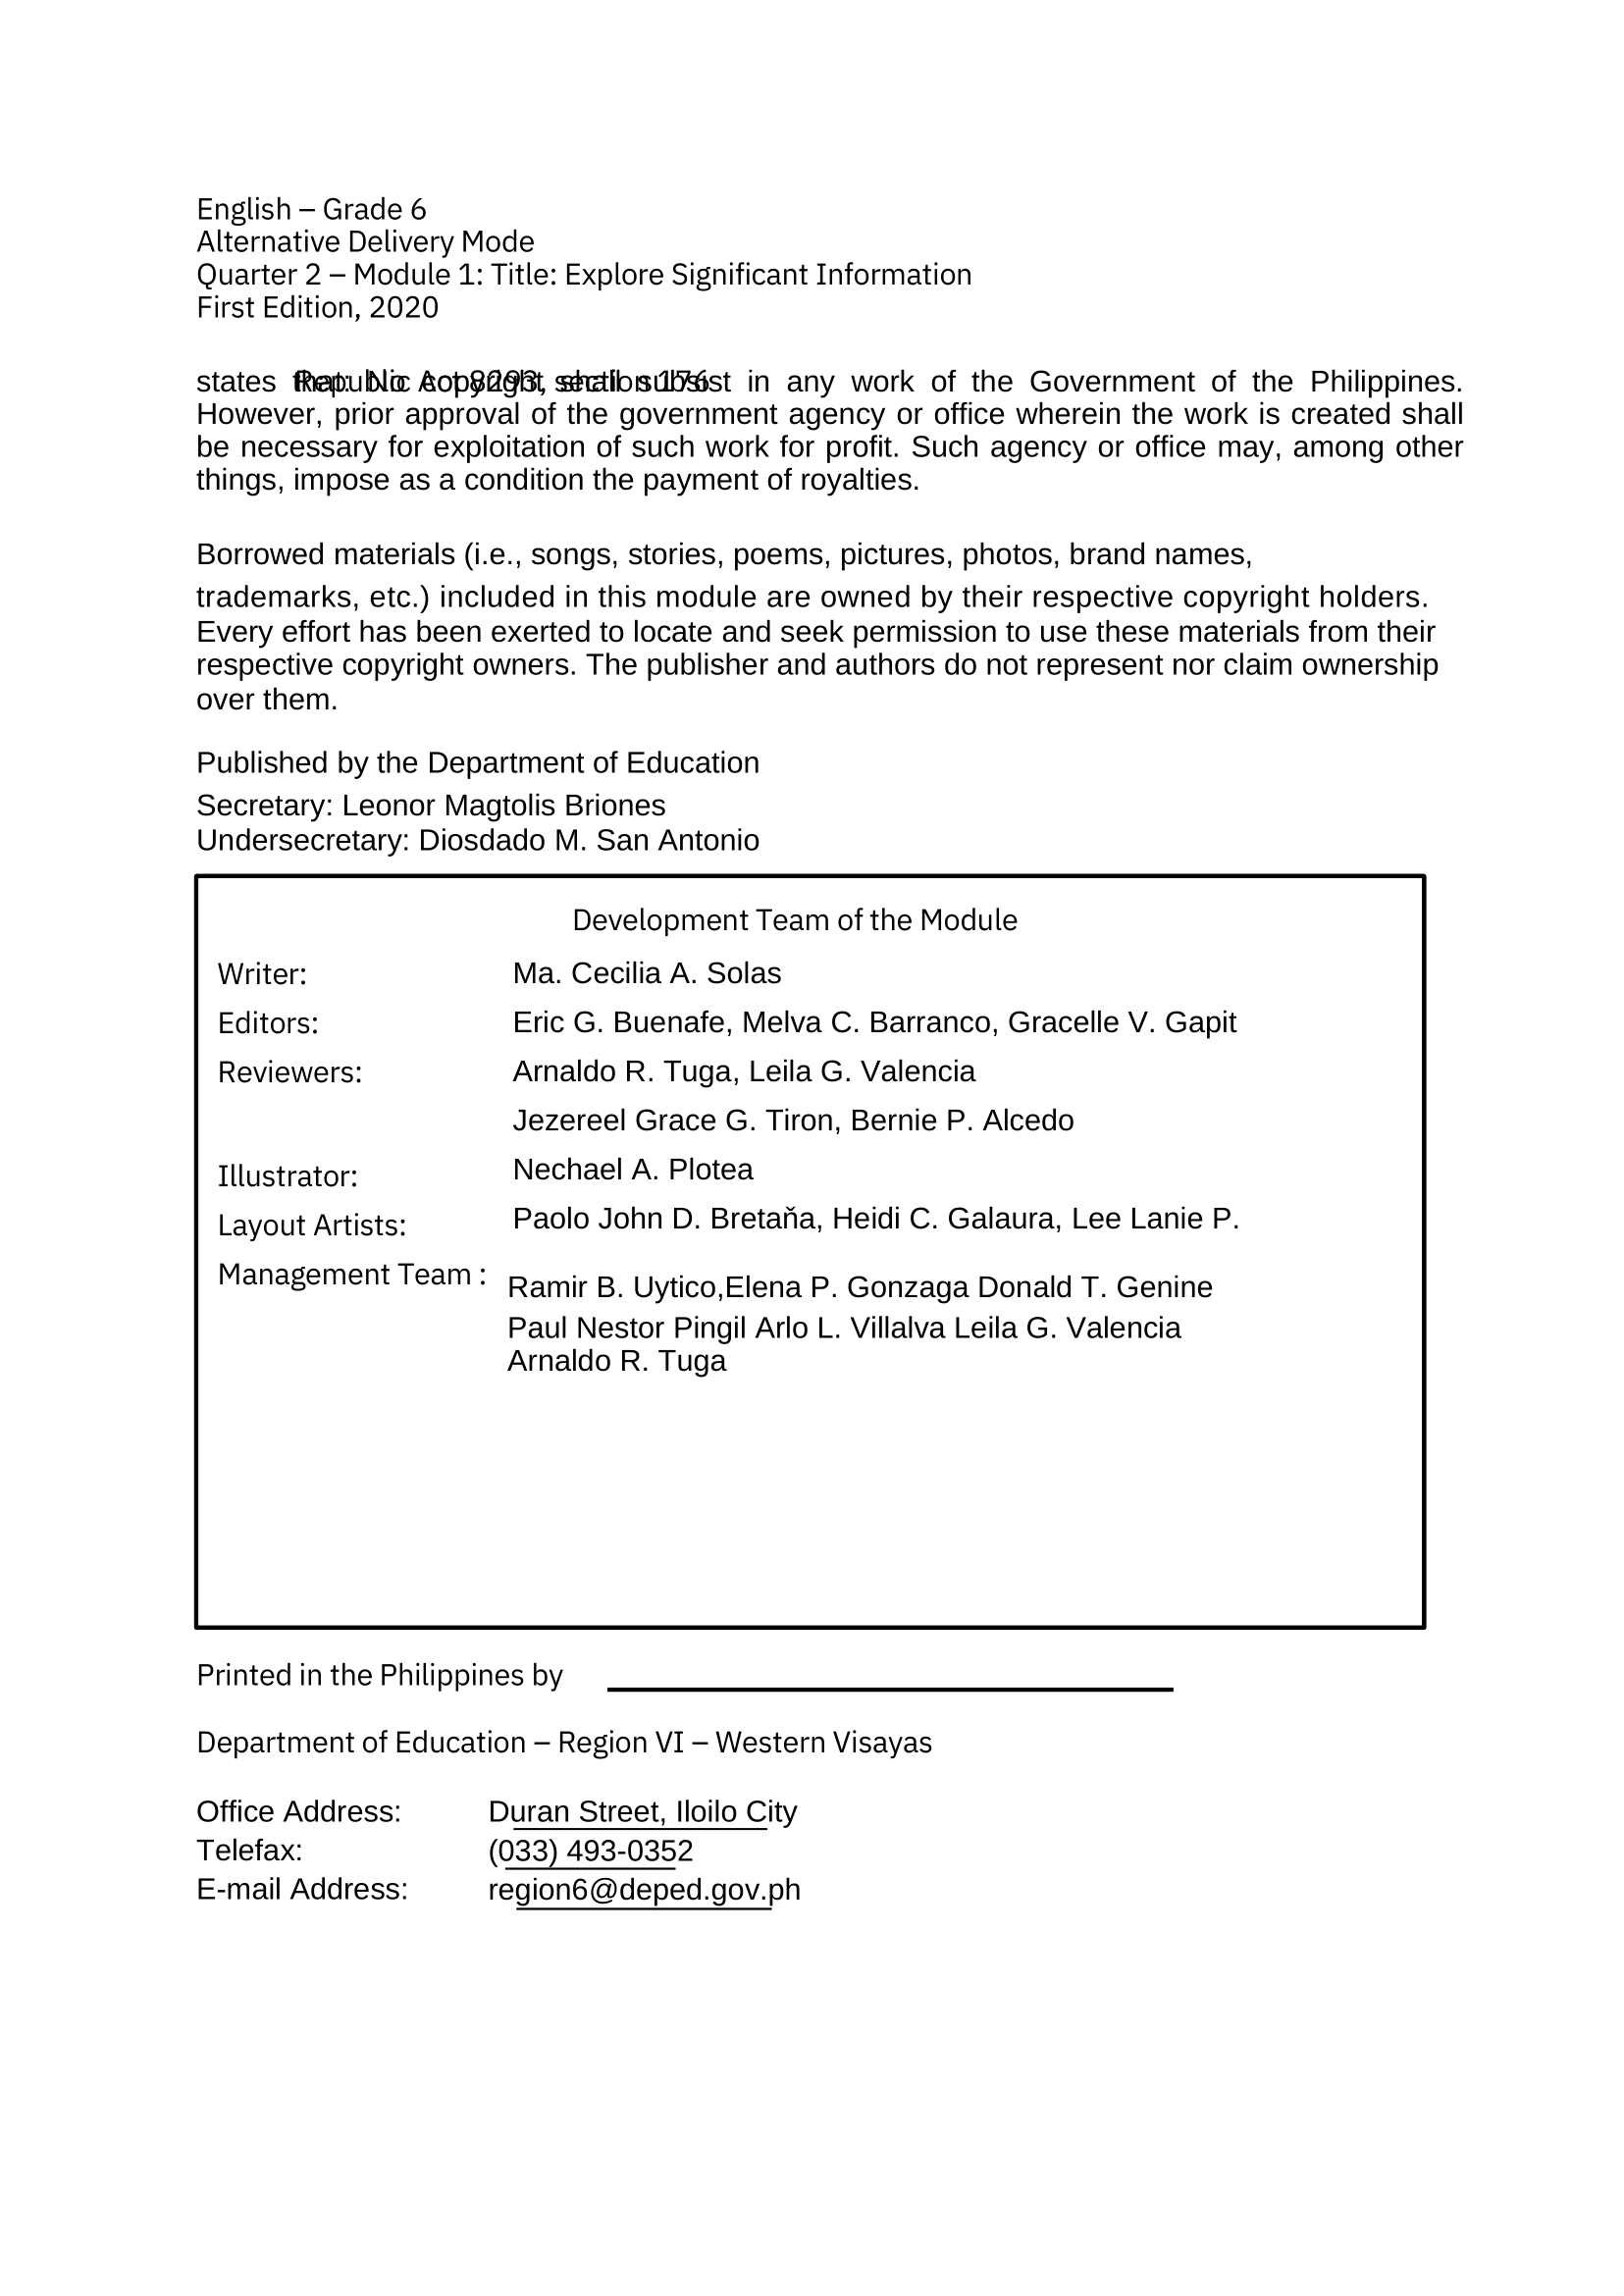 English – Grade 6
Alternative Delivery Mode
Quarter 2 – Module 1: Title: Explore Significant Information
First Edition, 2020
Republic Act 8293, section 176
states that: No copyright shall subsist in any work of the Government of the Philippines.
However, prior approval of the government agency or office wherein the work is created shall
be necessary for exploitation of such work for profit. Such agency or office may, among other
things, impose as a condition the payment of royalties.
Borrowed materials (i.e., songs, stories, poems, pictures, photos, brand names,
trademarks, etc.) included in this module are owned by their respective copyright holders.
Every effort has been exerted to locate and seek permission to use these materials from their
respective copyright owners. The publisher and authors do not represent nor claim ownership
over them.
Published by the Department of Education
Secretary: Leonor Magtolis Briones
Undersecretary: Diosdado M. San Antonio
Development Team of the Module
Writer: Ma. Cecilia A. Solas
Editors: Eric G. Buenafe, Melva C. Barranco, Gracelle V. Gapit
Reviewers: Arnaldo R. Tuga, Leila G. Valencia
Jezereel Grace G. Tiron, Bernie P. Alcedo
Illustrator: Nechael A. Plotea
Layout Artists: Paolo John D. Bretaňa, Heidi C. Galaura, Lee Lanie P.
Management Team : Ramir B. Uytico,Elena P. Gonzaga Donald T. Genine
Paul Nestor Pingil Arlo L. Villalva Leila G. Valencia
Arnaldo R. Tuga
Printed in the Philippines by
Department of Education – Region VI – Western Visayas
Office Address: Duran Street, Iloilo City
Telefax: (033) 493-0352
E-mail Address: region6@deped.gov.ph